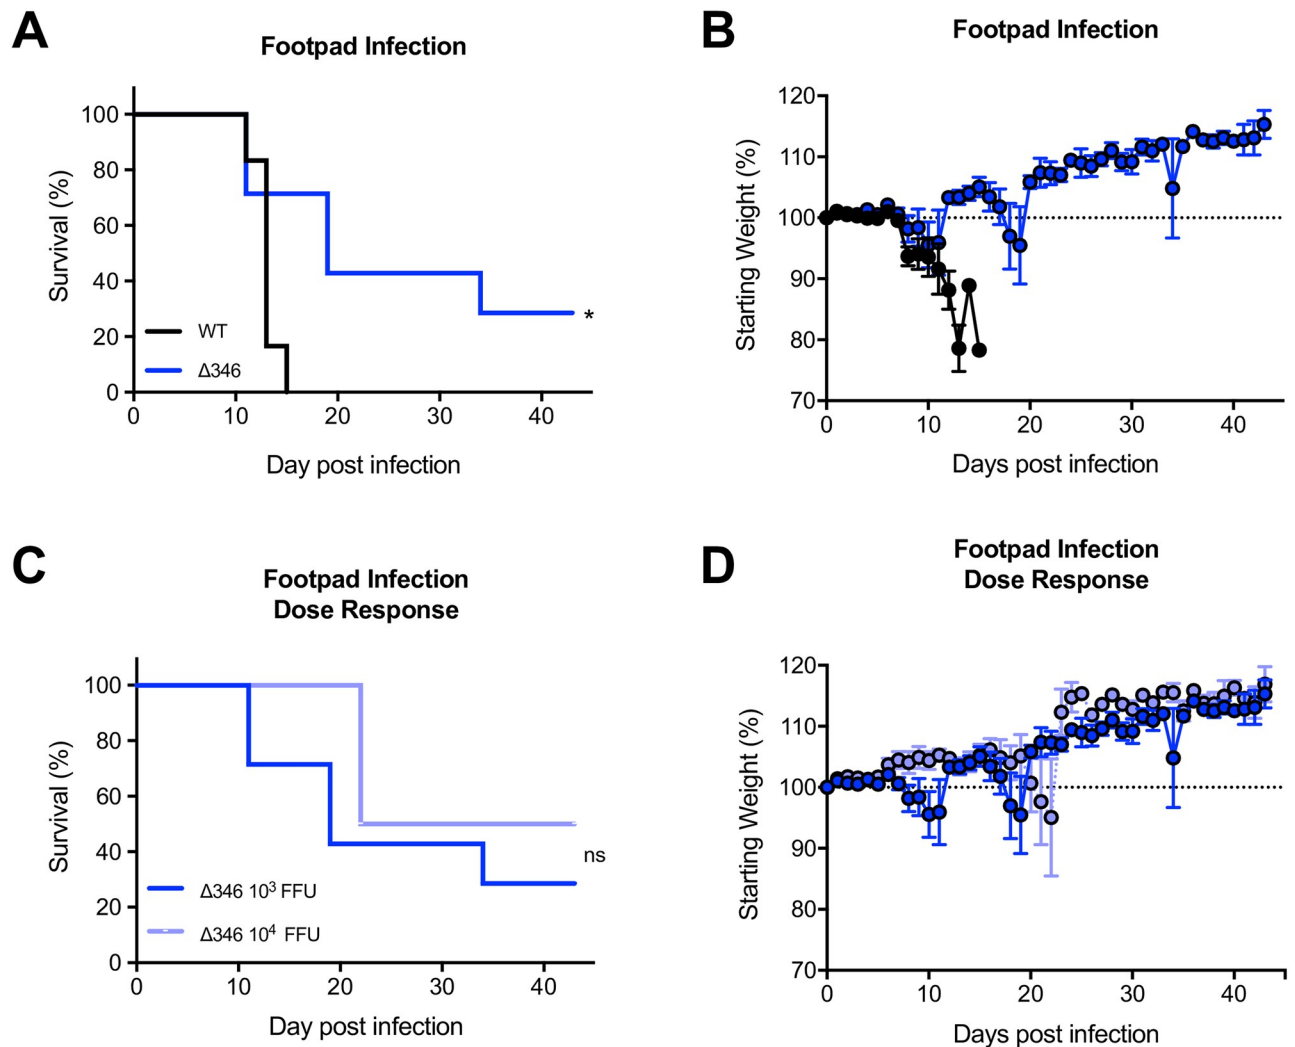 A
Footpad Infection
Survival (%)
100
80
60
40
20
0
WT
Δ346
*
0 10 20 30 40
Day post infection
B
Footpad Infection
Starting Weight (%)
120
110
100
90
80
70
0 10 20 30 40
Days post infection
C
Footpad Infection
Dose Response
Survival (%)
100
80
60
40
20
0
ns
Δ346 10³ FFU
Δ346 10⁴ FFU
0 10 20 30 40
Day post infection
D
Footpad Infection
Dose Response
Starting Weight (%)
120
110
100
90
80
70
0 10 20 30 40
Days post infection